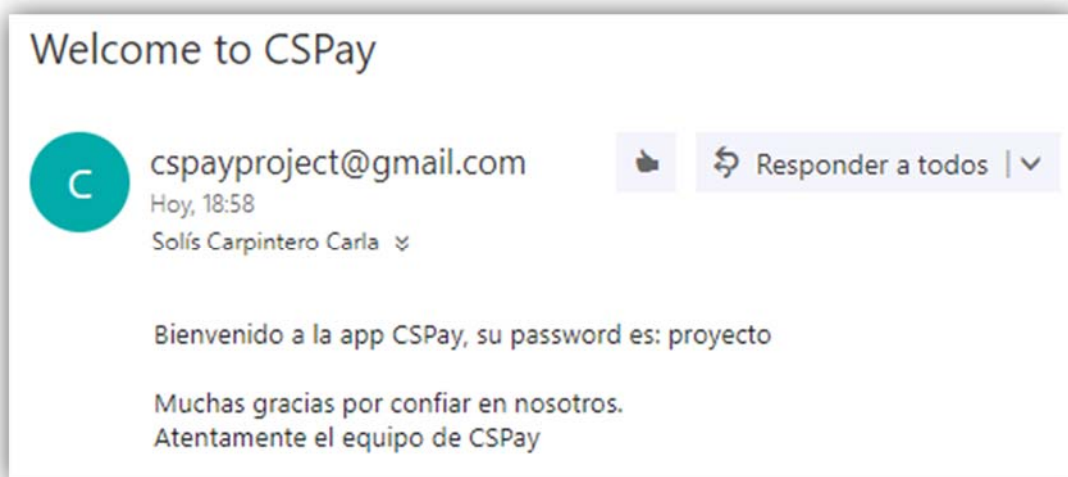 Welcome to CSPay
C
cspayproject@gmail.com
Responder a todos
Hoy, 18:58
Solís Carpintero Carla
Bienvenido a la app CSPay, su password es: proyecto
Muchas gracias por confiar en nosotros.
Atentamente el equipo de CSPay